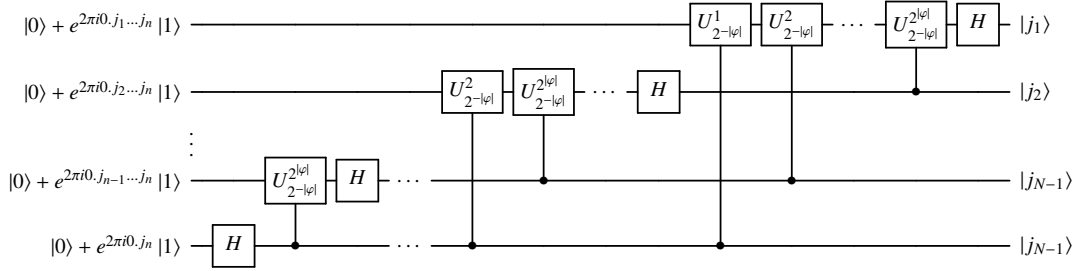 |0⟩ + e^{2πi0.j_1...j_n} |1⟩ U^1_{2^{-|φ|}} U^2_{2^{-|φ|}} ··· U^{2^{|φ|}}_{2^{-|φ|}} H |j_1⟩
|0⟩ + e^{2πi0.j_2...j_n} |1⟩ U^2_{2^{-|φ|}} U^{2^{|φ|}}_{2^{-|φ|}} ··· H |j_2⟩
⋮
|0⟩ + e^{2πi0.j_{n-1}...j_n} |1⟩ U^{2^{|φ|}}_{2^{-|φ|}} H ··· |j_{N-1}⟩
|0⟩ + e^{2πi0.j_n} |1⟩ H ··· |j_{N-1}⟩